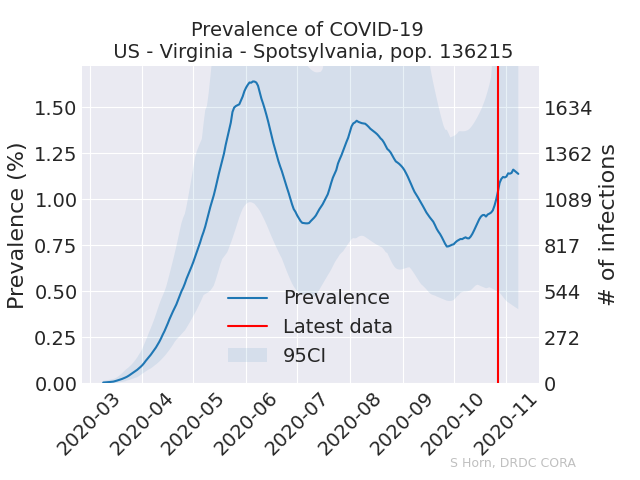 Prevalence of COVID-19
US - Virginia - Spotsylvania, pop. 136215
Prevalence (%)
1.50
1.25
1.00
0.75
0.50
0.25
0.00
1634
1362
1089
817
544
272
0
# of infections
Prevalence
Latest data
95CI
2020-03
2020-04
2020-05
2020-06
2020-07
2020-08
2020-09
2020-10
2020-11
S Horn, DRDC CORA